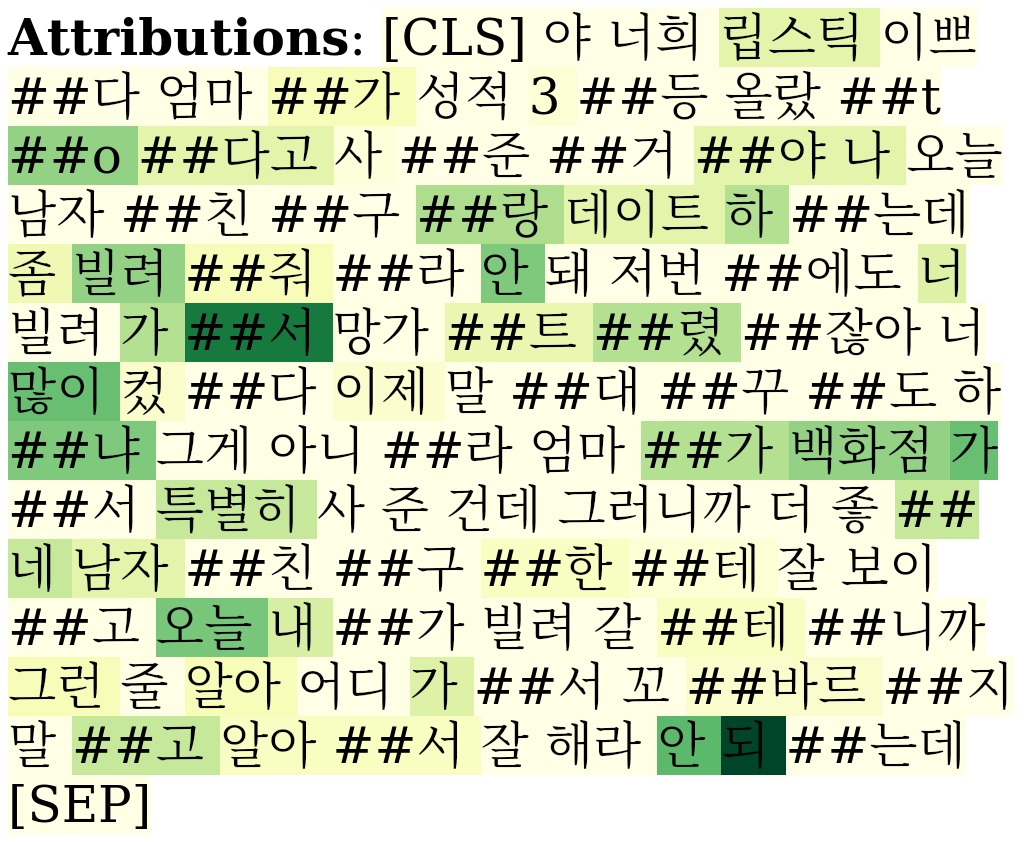 Attributions: [CLS] 야 너희 립스틱 이쁘
##다 엄마 ##가 성적 3 ##등 올랐 ##t
##o ##다고 사 ##준 ##거 ##야 나 오늘
남자 ##친 ##구 ##랑 데이트 하 ##는데
좀 빌려 ##줘 ##라 안 돼 저번 ##에도 너
빌려 가 ##서 망가 ##트 ##렸 ##잖아 너
많이 컸 ##다 이제 말 ##대 ##꾸 ##도 하
##냐 그게 아니 ##라 엄마 ##가 백화점 가
##서 특별히 사 준 건데 그러니까 더 좋 ##
네 남자 ##친 ##구 ##한 ##테 잘 보이
##고 오늘 내 ##가 빌려 갈 ##테 ##니까
그런 줄 알아 어디 가 ##서 꼬 ##바르 ##지
말 ##고 알아 ##서 잘 해라 안 되 ##는데
[SEP]